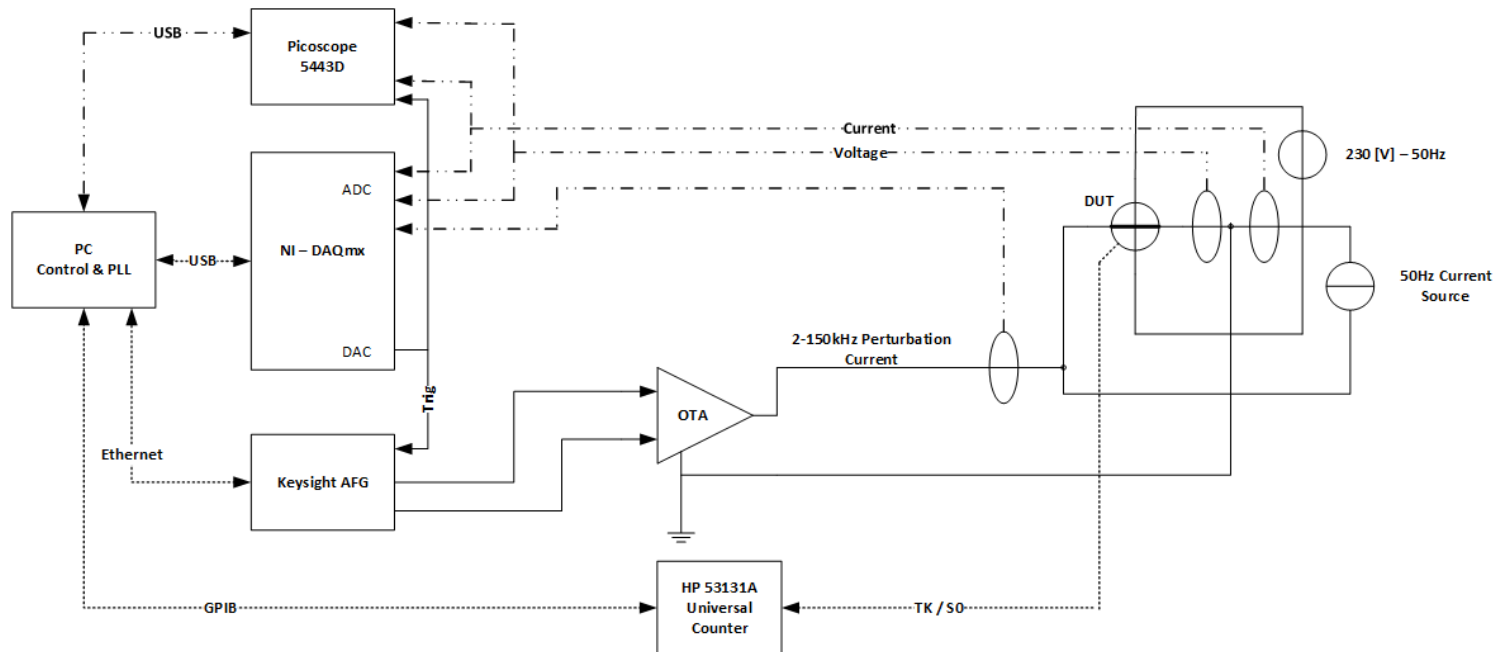 USB
Picoscope
5443D
Current
Voltage
230 [V] – 50Hz
ADC
DUT
PC
Control & PLL
USB
NI – DAQmx
50Hz Current
Source
2-150kHz Perturbation
Current
DAC
Trig
OTA
Ethernet
Keysight AFG
HP 53131A
Universal
Counter
GPIB
TK / S0